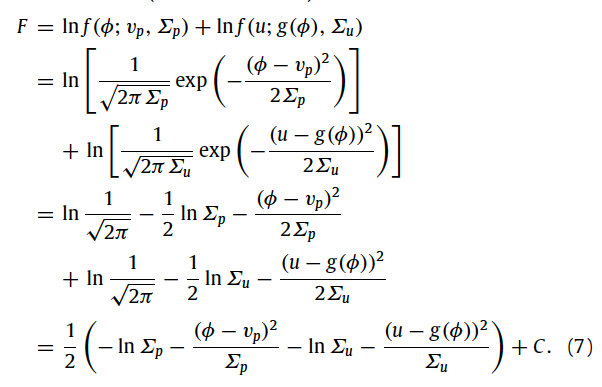 F = ln f(ϕ; v_p, Σ_p) + ln f(u; g(ϕ), Σ_u)
= ln [ 1/√(2π Σ_p) exp ( − (ϕ − v_p)²/(2Σ_p) ) ]
+ ln [ 1/√(2π Σ_u) exp ( − (u − g(ϕ))²/(2Σ_u) ) ]
= ln 1/√(2π) − 1/2 ln Σ_p − (ϕ − v_p)²/(2Σ_p)
+ ln 1/√(2π) − 1/2 ln Σ_u − (u − g(ϕ))²/(2Σ_u)
= 1/2 ( − ln Σ_p − (ϕ − v_p)²/Σ_p − ln Σ_u − (u − g(ϕ))²/Σ_u ) + C. (7)